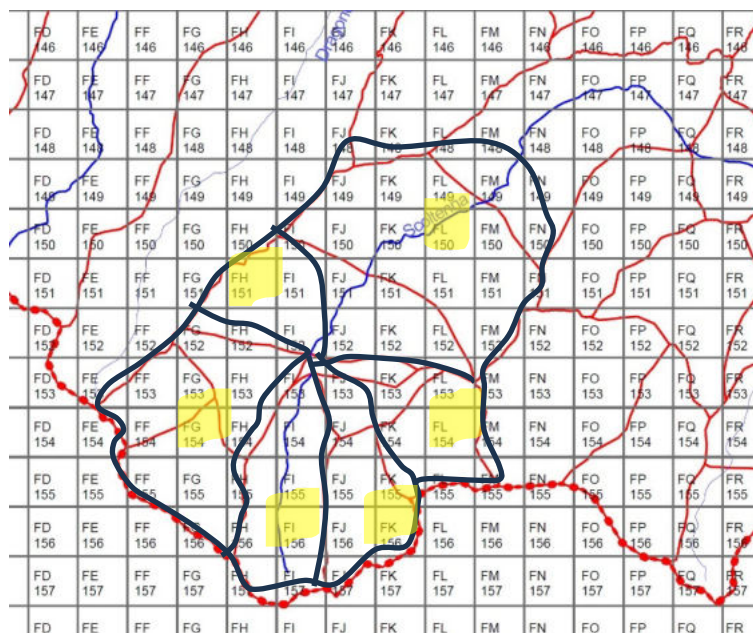 FD FE FF FG FH FI FJ FK FL FM FN FO FP FQ FR
146 146 146 146 146 146 146 146 146 146 146 146 146 146 146
FD FE FF FG FH FI FJ FK FL FM FN FO FP FQ FR
147 147 147 147 147 147 147 147 147 147 147 147 147 147 147
FD FE FF FG FH FI FJ FK FL FM FN FO FP FQ FR
148 148 148 148 148 148 148 148 148 148 148 148 148 148 148
FD FE FF FG FH FI FJ FK FL FM FN FO FP FQ FR
149 149 149 149 149 149 149 149 149 149 149 149 149 149 149
FD FE FF FG FH FI FJ FK FL FM FN FO FP FQ FR
150 150 150 150 150 150 150 150 150 150 150 150 150 150 150
FD FE FF FG FH FI FJ FK FL FM FN FO FP FQ FR
151 151 151 151 151 151 151 151 151 151 151 151 151 151 151
FD FE FF FG FH FI FJ FK FL FM FN FO FP FQ FR
152 152 152 152 152 152 152 152 152 152 152 152 152 152 152
FD FE FF FG FH FI FJ FK FL FM FN FO FP FQ FR
153 153 153 153 153 153 153 153 153 153 153 153 153 153 153
FD FE FF FG FH FI FJ FK FL FM FN FO FP FQ FR
154 154 154 154 154 154 154 154 154 154 154 154 154 154 154
FD FE FF FG FH FI FJ FK FL FM FN FO FP FQ FR
155 155 155 155 155 155 155 155 155 155 155 155 155 155 155
FD FE FF FG FH FI FJ FK FL FM FN FO FP FQ FR
156 156 156 156 156 156 156 156 156 156 156 156 156 156 156
FD FE FF FG FH FI FJ FK FL FM FN FO FP FQ FR
157 157 157 157 157 157 157 157 157 157 157 157 157 157 157
FD FE FF FG FH FI FJ FK FL FM FN FO FP FQ FR